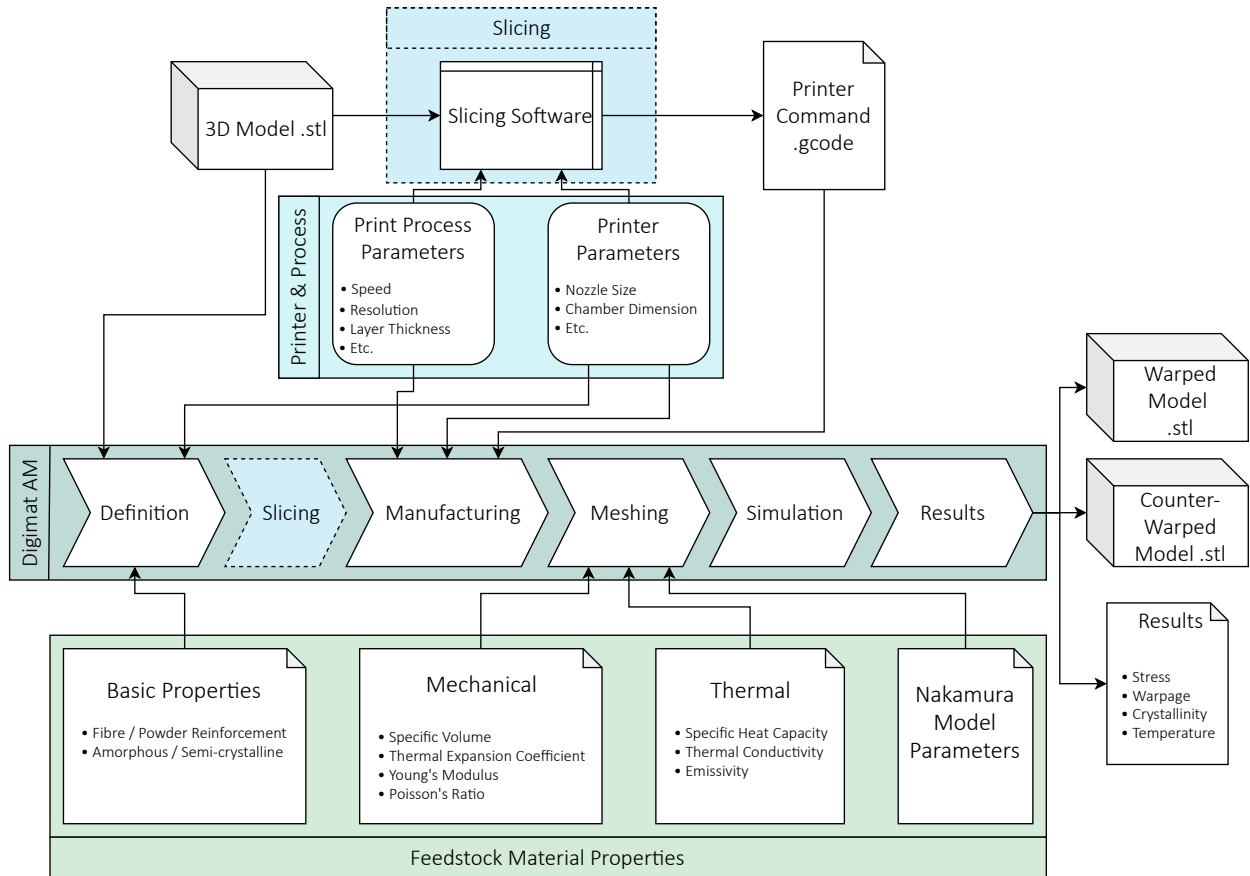 Slicing
3D Model .stl
Slicing Software
Printer
Command
.gcode
Printer & Process
Print Process
Parameters
• Speed
• Resolution
• Layer Thickness
• Etc.
Printer
Parameters
• Nozzle Size
• Chamber Dimension
• Etc.
Digimat AM
Definition
Slicing
Manufacturing
Meshing
Simulation
Results
Warped
Model
.stl
Counter-
Warped
Model .stl
Results
• Stress
• Warpage
• Crystallinity
• Temperature
Basic Properties
• Fibre / Powder Reinforcement
• Amorphous / Semi-crystalline
Mechanical
• Specific Volume
• Thermal Expansion Coefficient
• Young's Modulus
• Poisson's Ratio
Thermal
• Specific Heat Capacity
• Thermal Conductivity
• Emissivity
Nakamura
Model
Parameters
Feedstock Material Properties